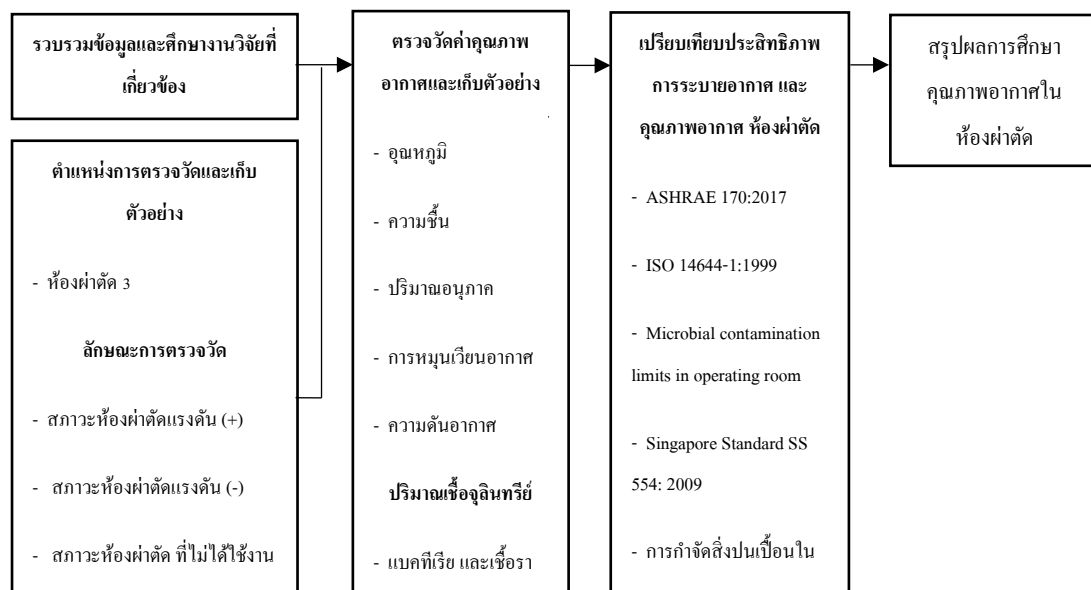 รวบรวมข้อมูลและศึกษางานวิจัยที่
เกี่ยวข้อง
ตำแหน่งการตรวจวัดและเก็บ
ตัวอย่าง
- ห้องผ่าตัด 3
ลักษณะการตรวจวัด
- สภาวะห้องผ่าตัดแรงดัน (+)
- สภาวะห้องผ่าตัดแรงดัน (-)
- สภาวะห้องผ่าตัด ที่ไม่ได้ใช้งาน
ตรวจวัดค่าคุณภาพ
อากาศและเก็บตัวอย่าง
- อุณหภูมิ
- ความชื้น
- ปริมาณอนุภาค
- การหมุนเวียนอากาศ
- ความดันอากาศ
ปริมาณเชื้อจุลินทรีย์
- แบคทีเรีย และเชื้อรา
เปรียบเทียบประสิทธิภาพ
การระบายอากาศ และ
คุณภาพอากาศ ห้องผ่าตัด
- ASHRAE 170:2017
- ISO 14644-1:1999
- Microbial contamination
limits in operating room
- Singapore Standard SS
554: 2009
- การกำจัดสิ่งปนเปื้อนใน
สรุปผลการศึกษา
คุณภาพอากาศใน
ห้องผ่าตัด